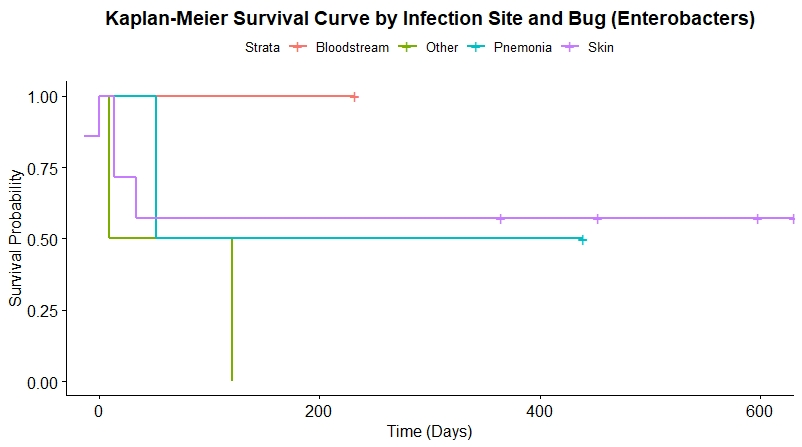 Kaplan-Meier Survival Curve by Infection Site and Bug (Enterobacters)
Strata Bloodstream Other Pnemonia Skin
1.00
0.75
0.50
0.25
0.00
Survival Probability
0 200 400 600
Time (Days)